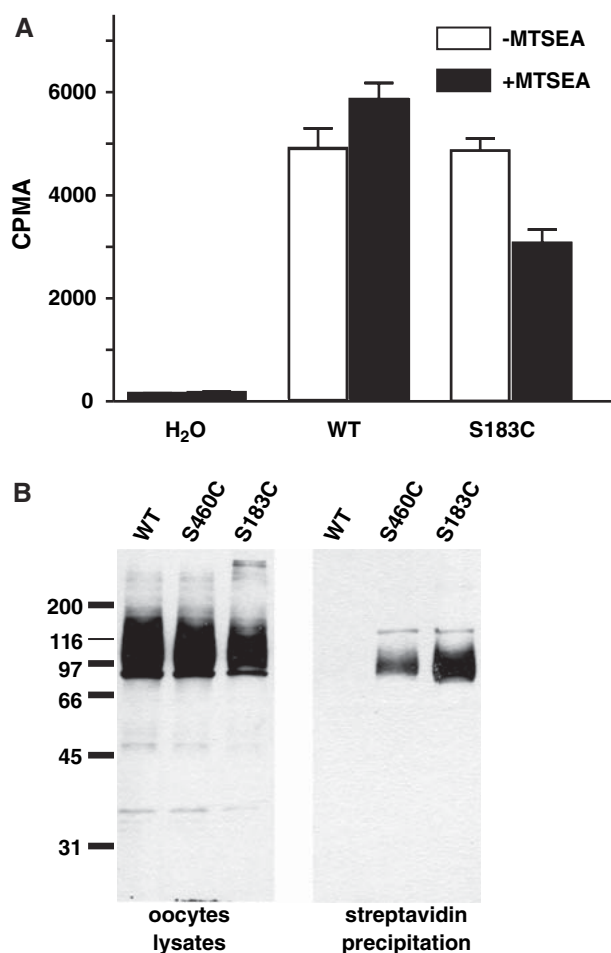 A
-MTSEA
+MTSEA
CPMA
6000
4000
2000
0
H₂O WT S183C
B
WT S460C S183C WT S460C S183C
200
116
97
66
45
31
oocytes lysates
streptavidin precipitation